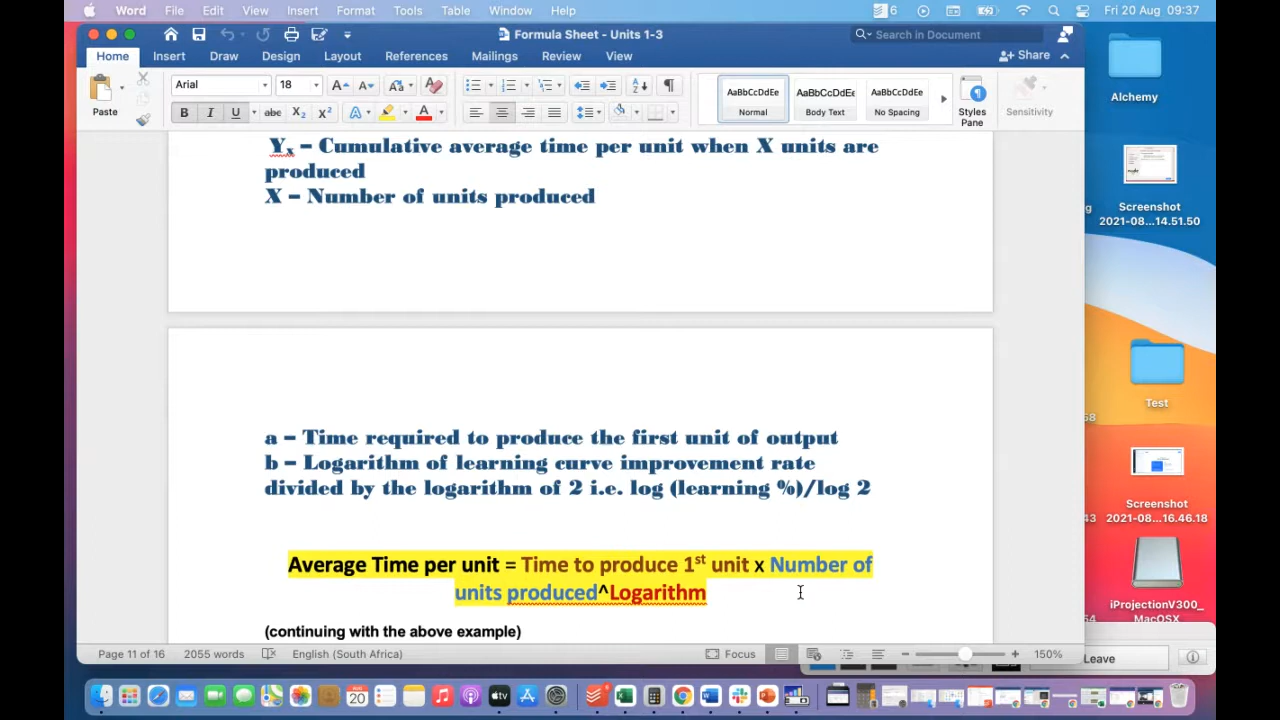 Word File Edit View Insert Format Tools Table Window Help 6 Fri 20 Aug 09:37
Formula Sheet - Units 1-3
Search in Document
Home Insert Draw Design Layout References Mailings Review View Share
Paste
Arial 18
AaBbCcDdEe AaBbCcDdEe AaBbCcDdEe
Normal Body Text No Spacing
Styles Pane
Sensitivity
Yx – Cumulative average time per unit when X units are
produced
X – Number of units produced
a – Time required to produce the first unit of output
b – Logarithm of learning curve improvement rate
divided by the logarithm of 2 i.e. log (learning %)/log 2
Average Time per unit = Time to produce 1st unit x Number of
units produced^Logarithm
(continuing with the above example)
Page 11 of 16 2055 words English (South Africa) Focus 150%
Leave
Alchemy
Screenshot
2021-08...14.51.50
Test
Screenshot
2021-08...16.46.18
iProjectionV300_
MacOSX
AUG
20